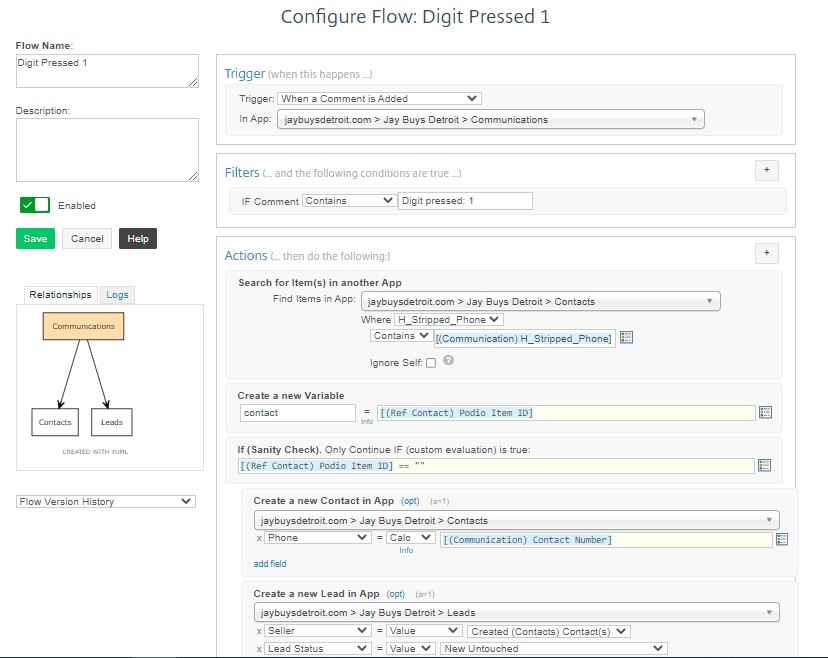 Configure Flow: Digit Pressed 1
Flow Name:
Digit Pressed 1
Description:
Enabled
Save Cancel Help
Relationships Logs
Communications
Contacts Leads
CREATED WITH YUML
Flow Version History
Trigger (when this happens ...)
Trigger: When a Comment is Added
In App: jaybuysdetroit.com > Jay Buys Detroit > Communications
Filters (... and the following conditions are true ...) +
IF Comment Contains Digit pressed: 1
Actions (... then do the following:) +
Search for Item(s) in another App
Find Items in App: jaybuysdetroit.com > Jay Buys Detroit > Contacts
Where H_Stripped_Phone
Contains [(Communication) H_Stripped_Phone]
Ignore Self: ?
Create a new Variable
contact = [(Ref Contact) Podio Item ID]
Info
If (Sanity Check). Only Continue IF (custom evaluation) is true:
[(Ref Contact) Podio Item ID] == ""
Create a new Contact in App (opt) (a=1)
jaybuysdetroit.com > Jay Buys Detroit > Contacts
x Phone = Calc [(Communication) Contact Number]
Info
add field
Create a new Lead in App (opt) (a=1)
jaybuysdetroit.com > Jay Buys Detroit > Leads
x Seller = Value Created (Contacts) Contact(s)
x Lead Status = Value New Untouched